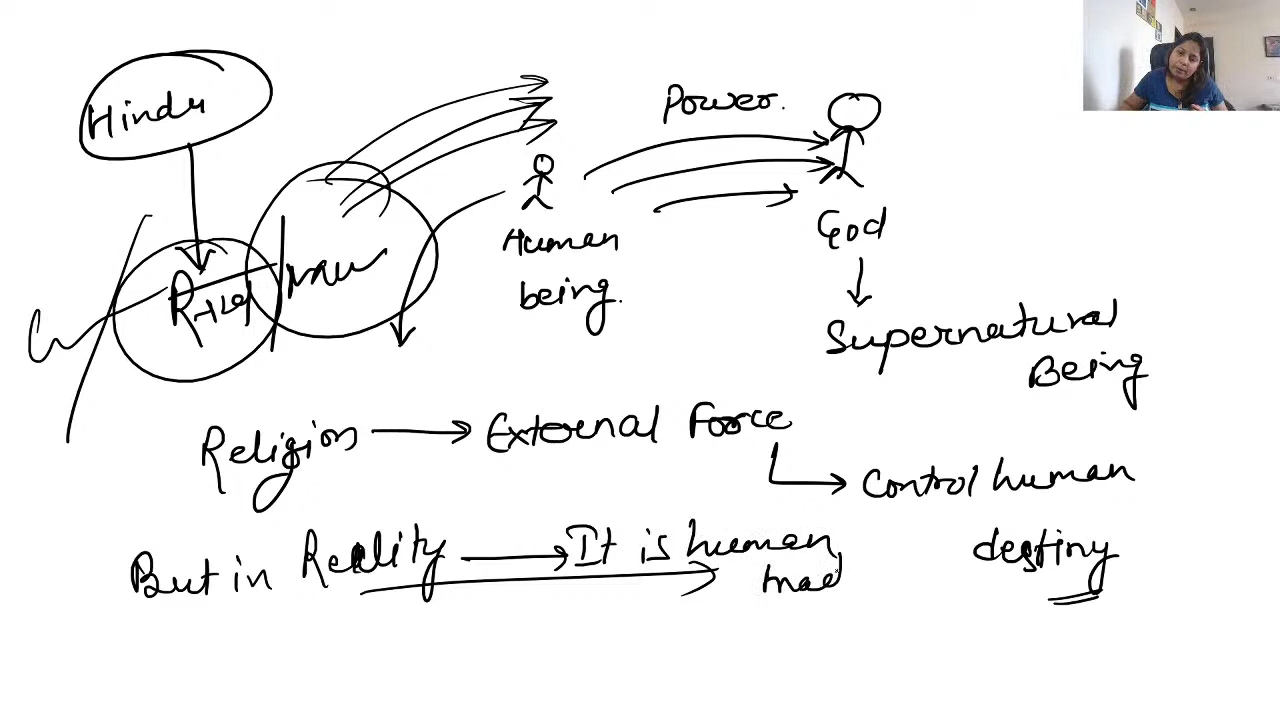 Hindu
Power.
Human
being.
God
Supernatural
Being
Religion → External Force
Control human
destiny
But in Reality → It is human
mad